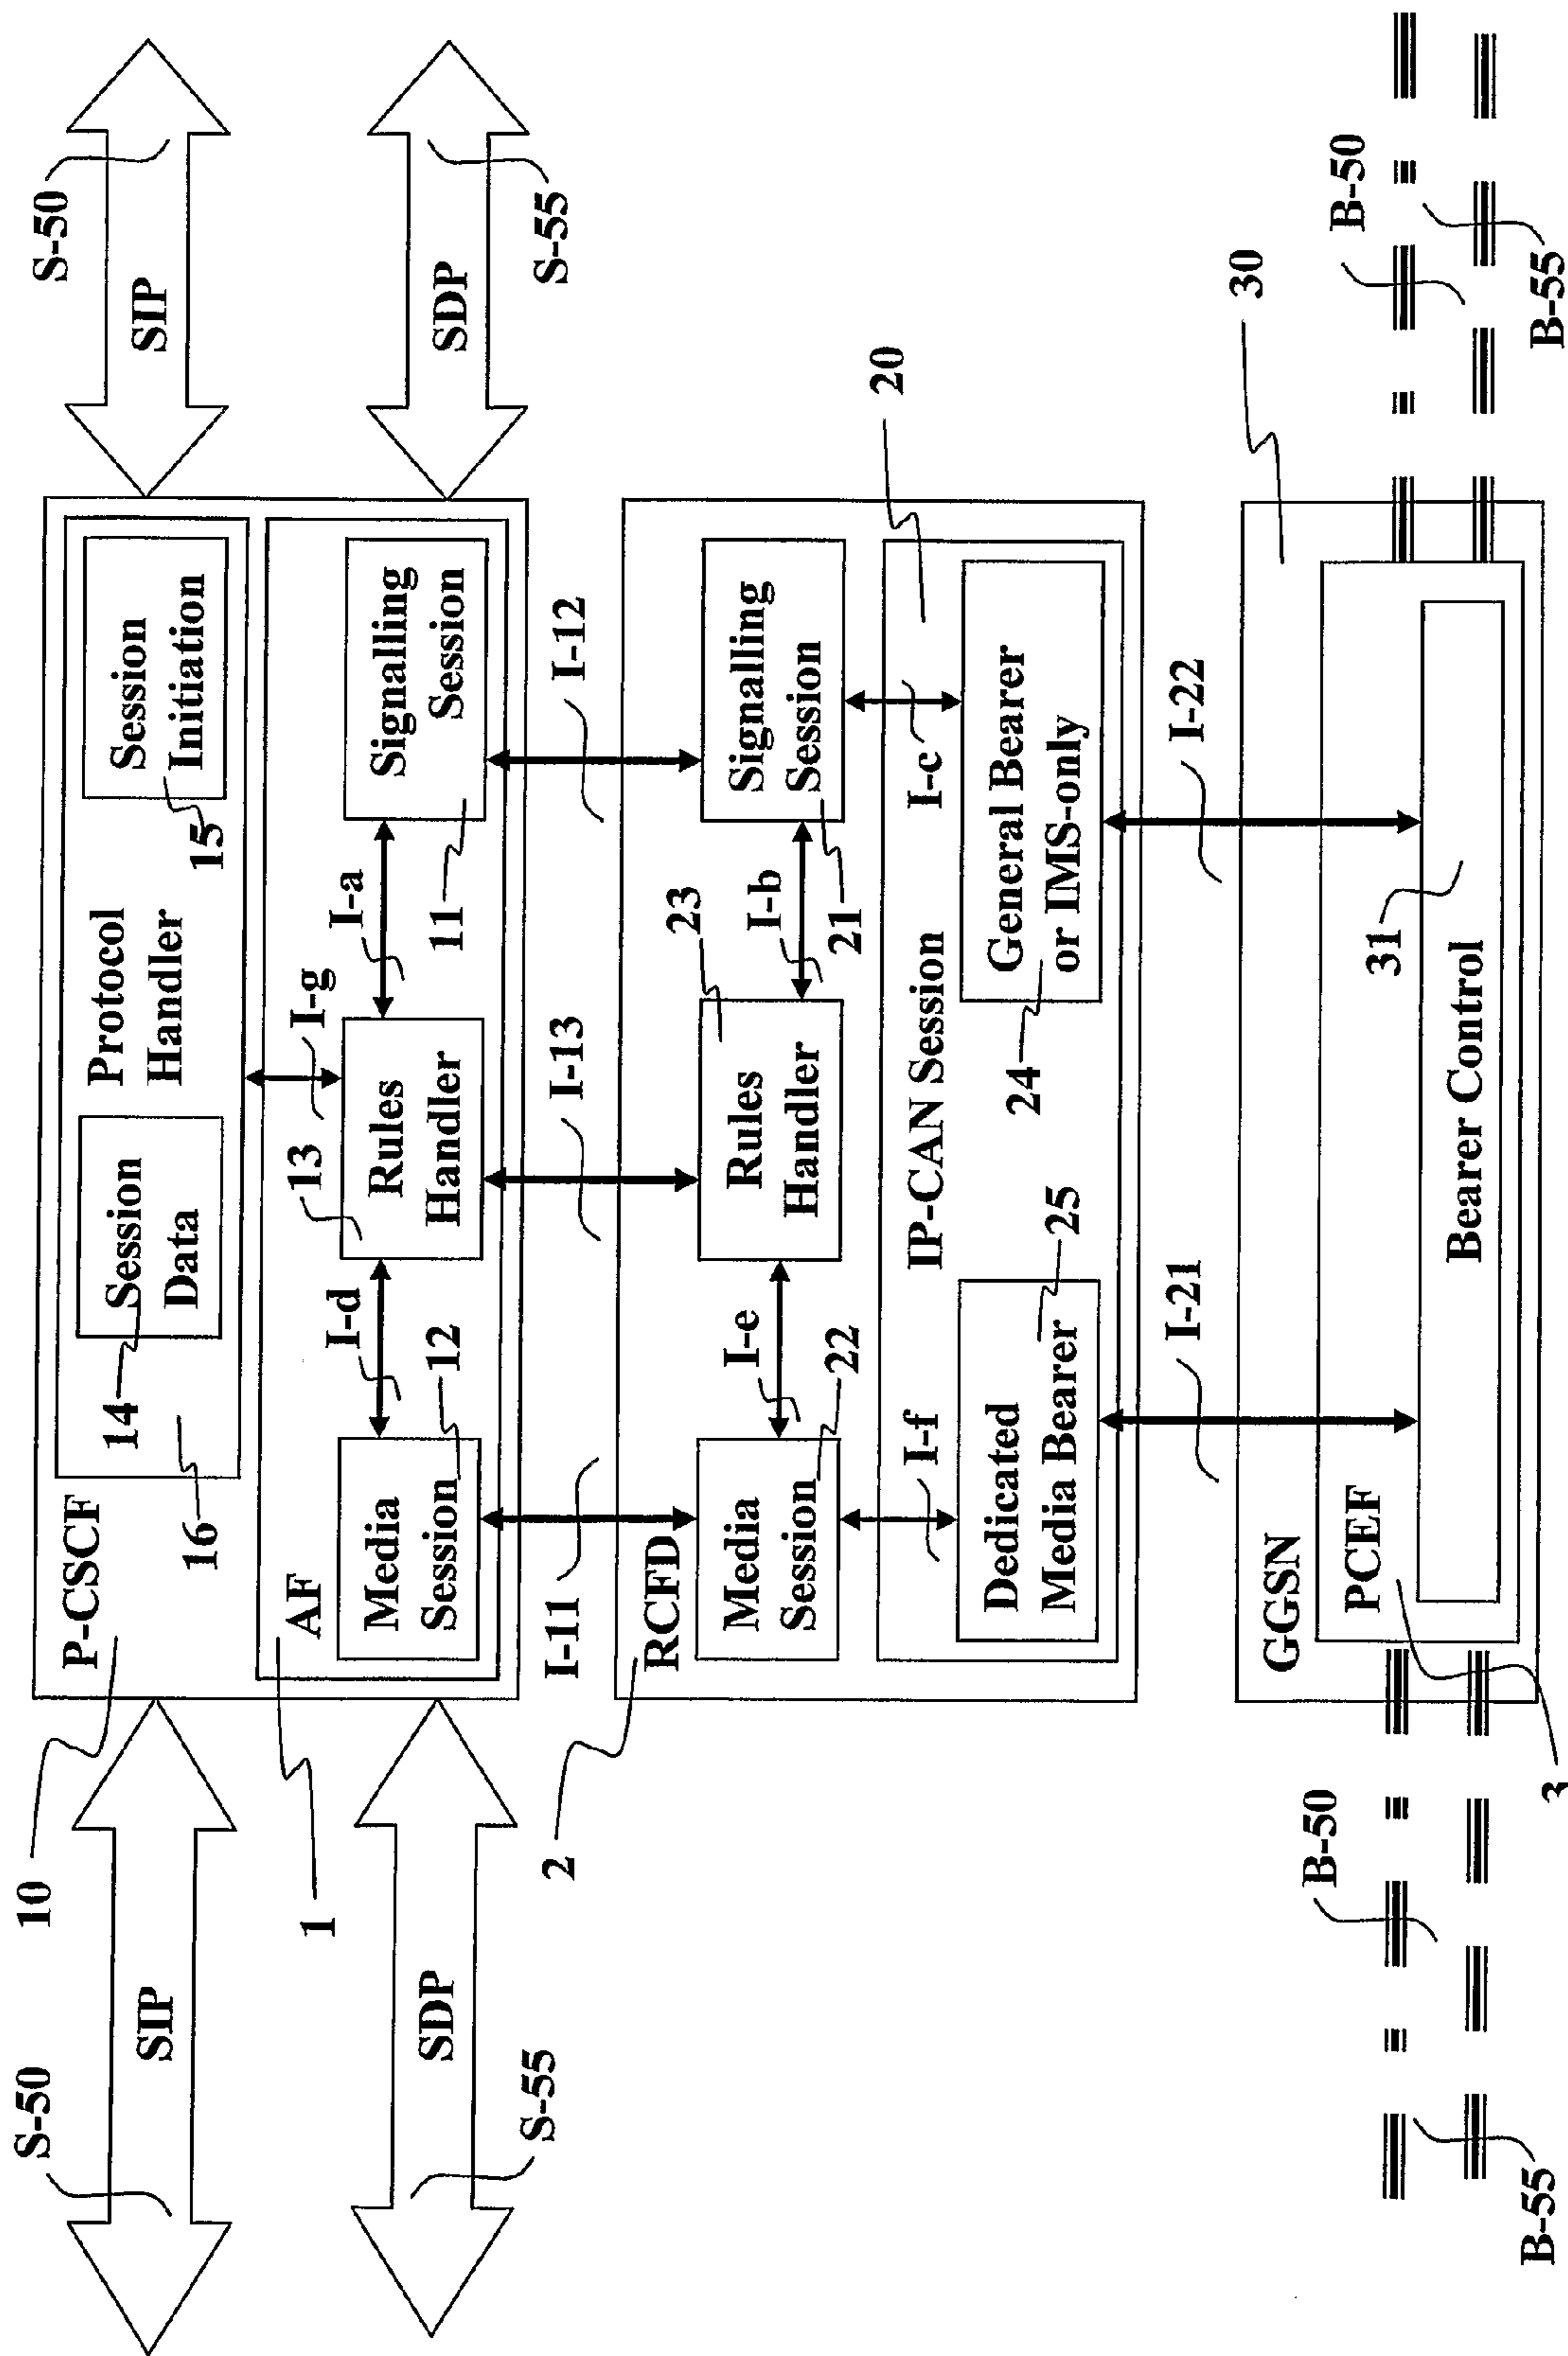 S-50
10
P-CSCF
16
14
Session
Data
Protocol
Handler
15
Session
Initiation
S-50
SIP
SIP
1
AF
Media
Session
12
I-d
13
Rules
Handler
I-g
I-a
11
Signalling
Session
SDP
S-55
SDP
S-55
2
I-11
I-13
I-12
RCFD
Media
Session
22
I-e
Rules
Handler
23
I-b
21
Signalling
Session
20
I-f
IP-CAN Session
I-c
Dedicated
Media Bearer
25
24
General Bearer
or IMS-only
I-21
I-22
30
GGSN
PCEF
3
31
Bearer Control
B-50
B-55
B-50
B-55